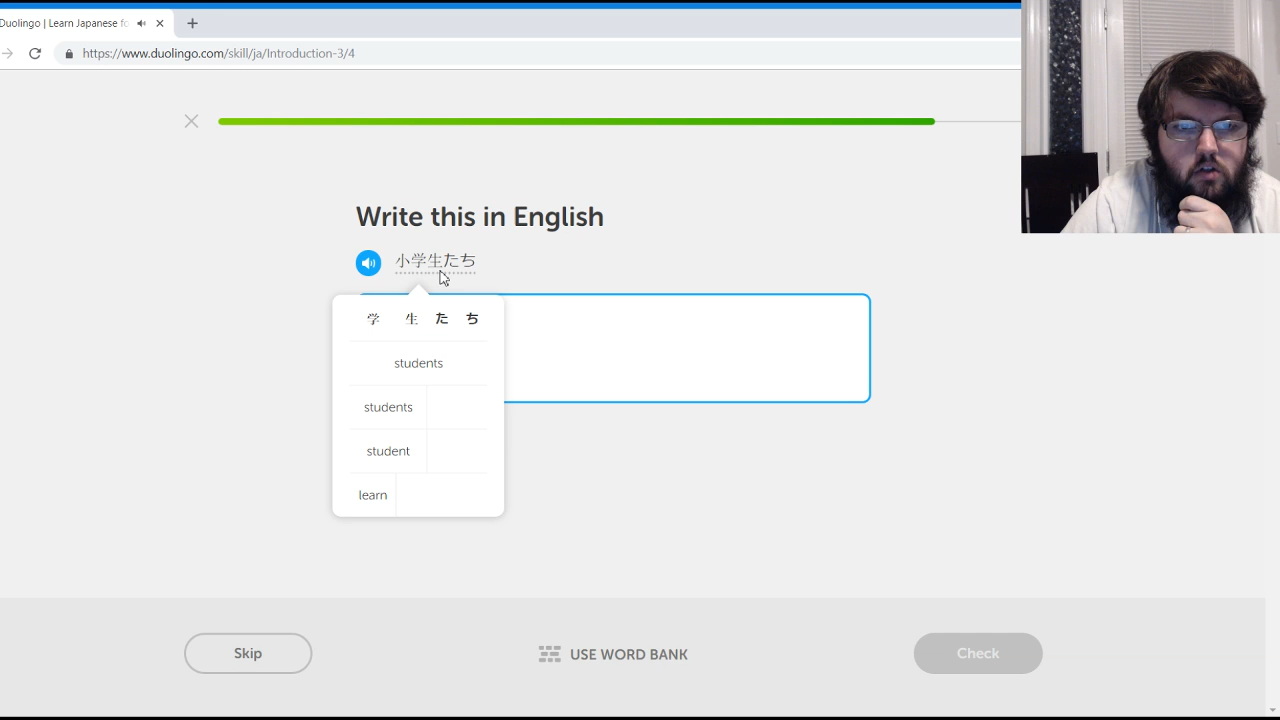 Duolingo | Learn Japanese fo
https://www.duolingo.com/skill/ja/Introduction-3/4
Write this in English
小学生たち
学 生 た ち
students
students
student
learn
Skip
USE WORD BANK
Check